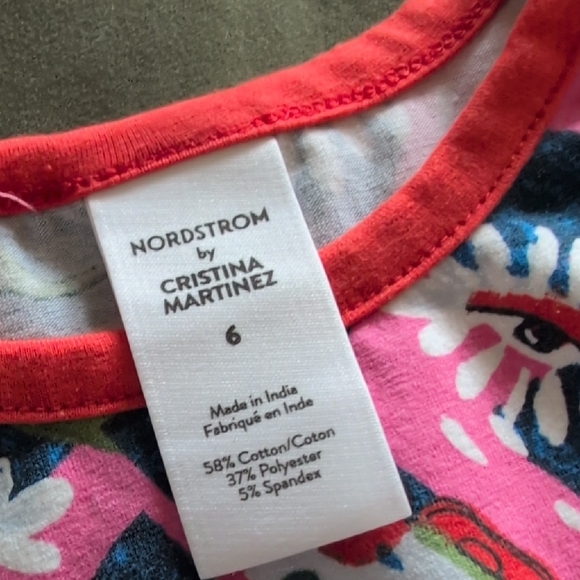 NORDSTROM
by
CRISTINA
MARTINEZ
6
Made in India
Fabriqué en Inde
58% Cotton/Coton
37% Polyester
5% Spandex